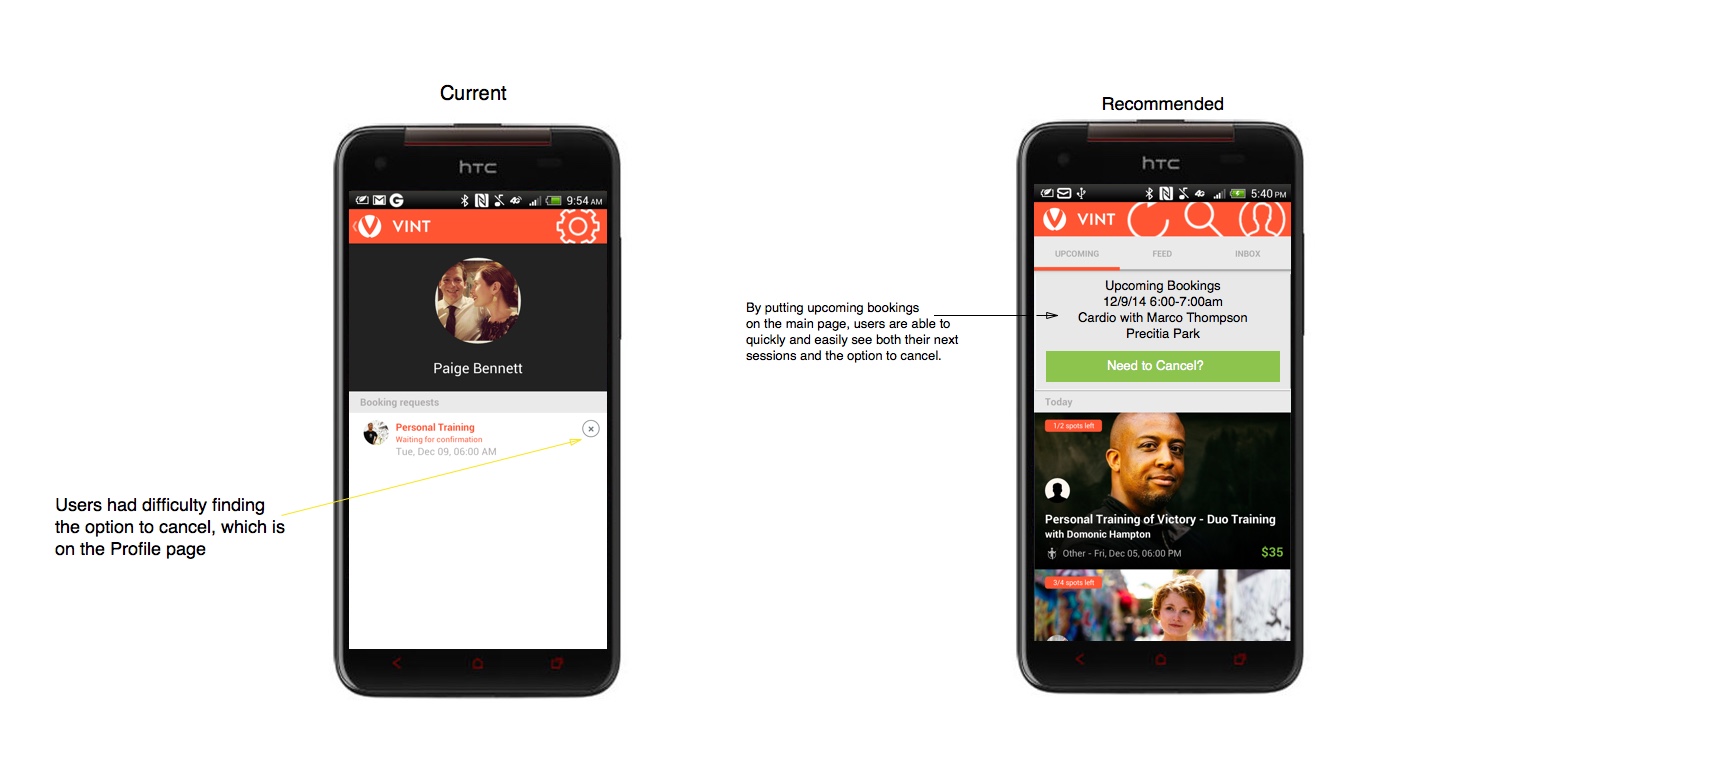 Current
hTC
9:54 AM
VINT
Paige Bennett
Booking requests
Personal Training
Waiting for confirmation
Tue, Dec 09, 06:00 AM
Users had difficulty finding
the option to cancel, which is
on the Profile page
By putting upcoming bookings
on the main page, users are able to
quickly and easily see both their next
sessions and the option to cancel.
Recommended
hTC
5:40 PM
VINT
UPCOMING FEED INBOX
Upcoming Bookings
12/9/14 6:00-7:00am
Cardio with Marco Thompson
Precitia Park
Need to Cancel?
Today
1/2 spots left
Personal Training of Victory - Duo Training
with Domonic Hampton
Other - Fri, Dec 05, 06:00 PM $35
3/4 spots left